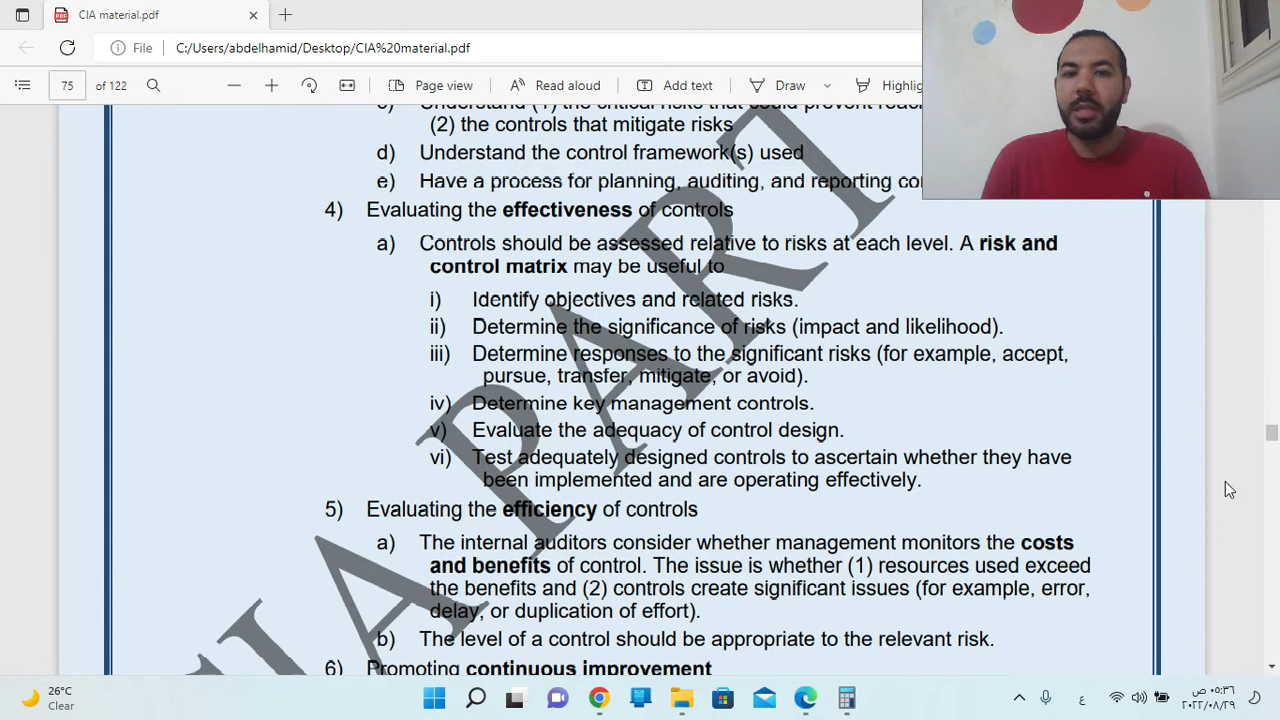 CIA material.pdf
File
C:/Users/abdelhamid/Desktop/CIA%20material.pdf
75 of 122
Page view
Read aloud
Add text
Draw
Highlig
(2) the controls that mitigate risks
d) Understand the control framework(s) used
e) Have a process for planning, auditing, and reporting
4) Evaluating the effectiveness of controls
a) Controls should be assessed relative to risks at each level. A risk and
control matrix may be useful to
i) Identify objectives and related risks.
ii) Determine the significance of risks (impact and likelihood).
iii) Determine responses to the significant risks (for example, accept,
pursue, transfer, mitigate, or avoid).
iv) Determine key management controls.
v) Evaluate the adequacy of control design.
vi) Test adequately designed controls to ascertain whether they have
been implemented and are operating effectively.
5) Evaluating the efficiency of controls
a) The internal auditors consider whether management monitors the costs
and benefits of control. The issue is whether (1) resources used exceed
the benefits and (2) controls create significant issues (for example, error,
delay, or duplication of effort).
b) The level of a control should be appropriate to the relevant risk.
6) Promoting continuous improvement
CIA PART
26°C
Clear
ع
٠٥:٣٦ ص
٢٠٢٢/٠٨/٢٩